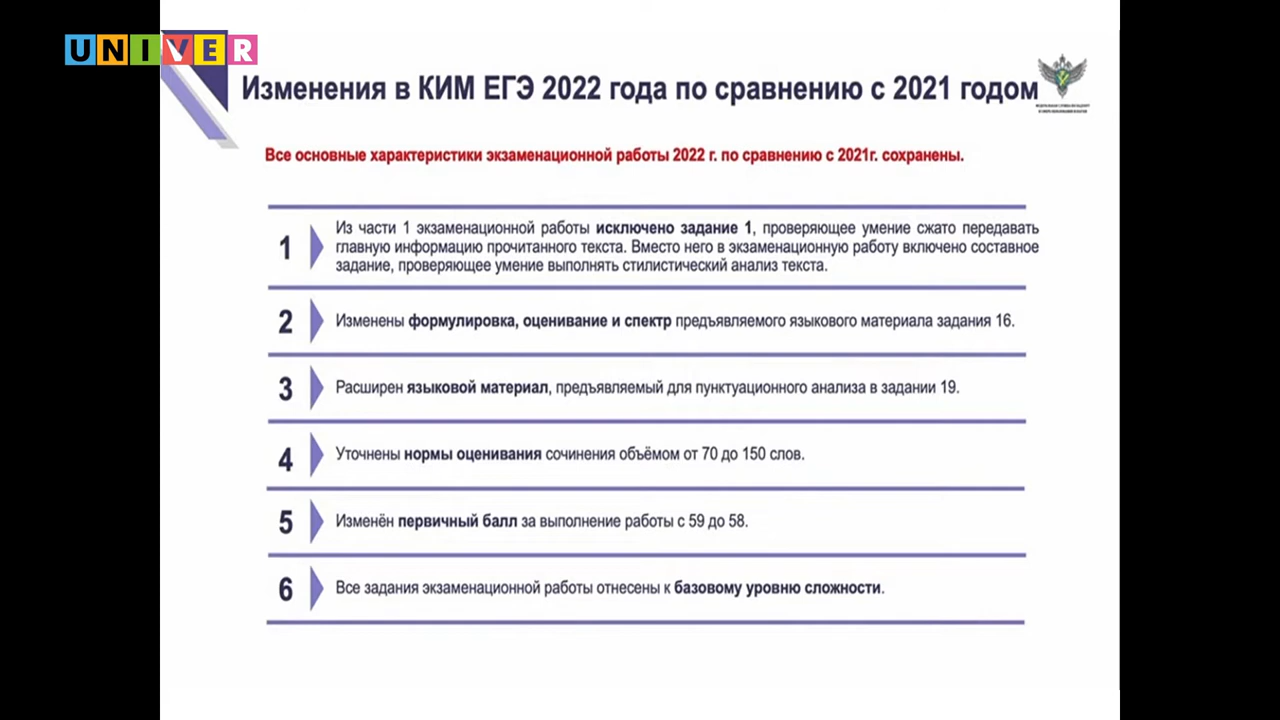 UNIVER
Изменения в КИМ ЕГЭ 2022 года по сравнению с 2021 годом
Все основные характеристики экзаменационной работы 2022 г. по сравнению с 2021г. сохранены.
1
Из части 1 экзаменационной работы исключено задание 1, проверяющее умение сжато передавать
главную информацию прочитанного текста. Вместо него в экзаменационную работу включено составное
задание, проверяющее умение выполнять стилистический анализ текста.
2
Изменены формулировка, оценивание и спектр предъявляемого языкового материала задания 16.
3
Расширен языковой материал, предъявляемый для пунктуационного анализа в задании 19.
4
Уточнены нормы оценивания сочинения объёмом от 70 до 150 слов.
5
Изменён первичный балл за выполнение работы с 59 до 58.
6
Все задания экзаменационной работы отнесены к базовому уровню сложности.